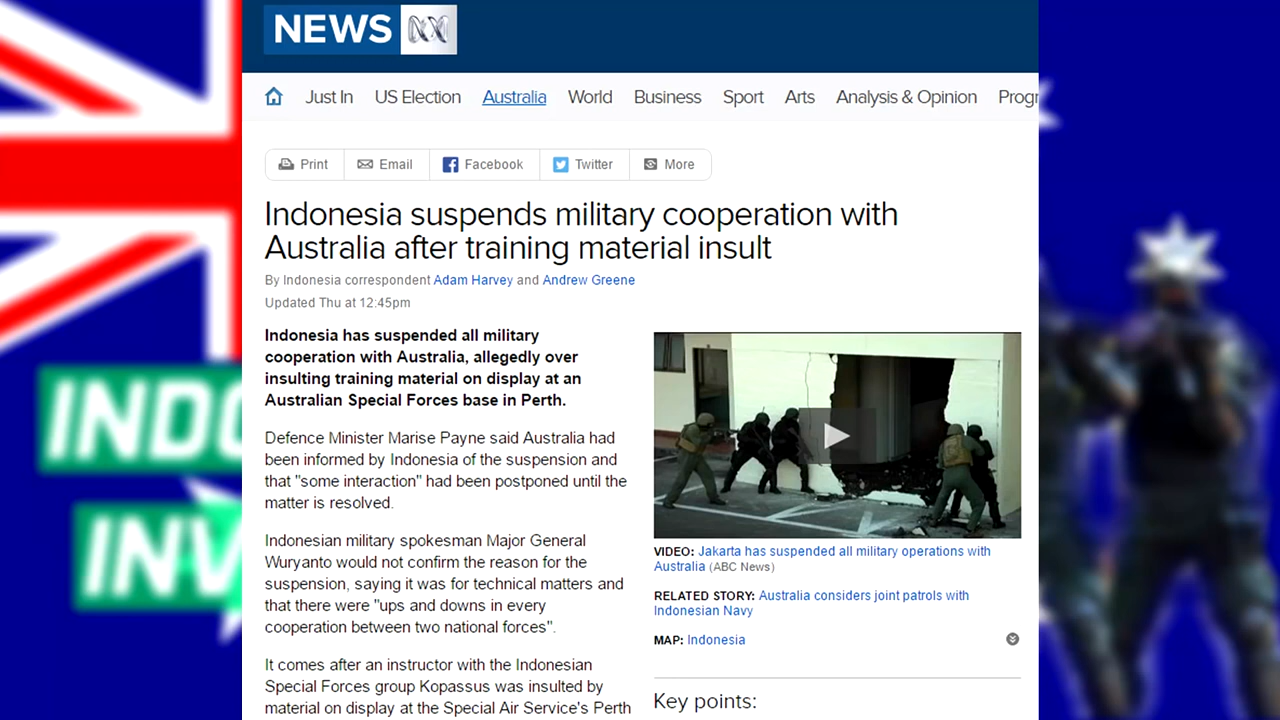 NEWS
Just In US Election Australia World Business Sport Arts Analysis & Opinion
Print Email Facebook Twitter More
Indonesia suspends military cooperation with
Australia after training material insult
By Indonesia correspondent Adam Harvey and Andrew Greene
Updated Thu at 12:45pm
Indonesia has suspended all military
cooperation with Australia, allegedly over
insulting training material on display at an
Australian Special Forces base in Perth.
Defence Minister Marise Payne said Australia had
been informed by Indonesia of the suspension and
that "some interaction" had been postponed until the
matter is resolved.
Indonesian military spokesman Major General
Wuryanto would not confirm the reason for the
suspension, saying it was for technical matters and
that there were "ups and downs in every
cooperation between two national forces".
It comes after an instructor with the Indonesian
Special Forces group Kopassus was insulted by
material on display at the Special Air Service's Perth
VIDEO: Jakarta has suspended all military operations with
Australia (ABC News)
RELATED STORY: Australia considers joint patrols with
Indonesian Navy
MAP: Indonesia
Key points: